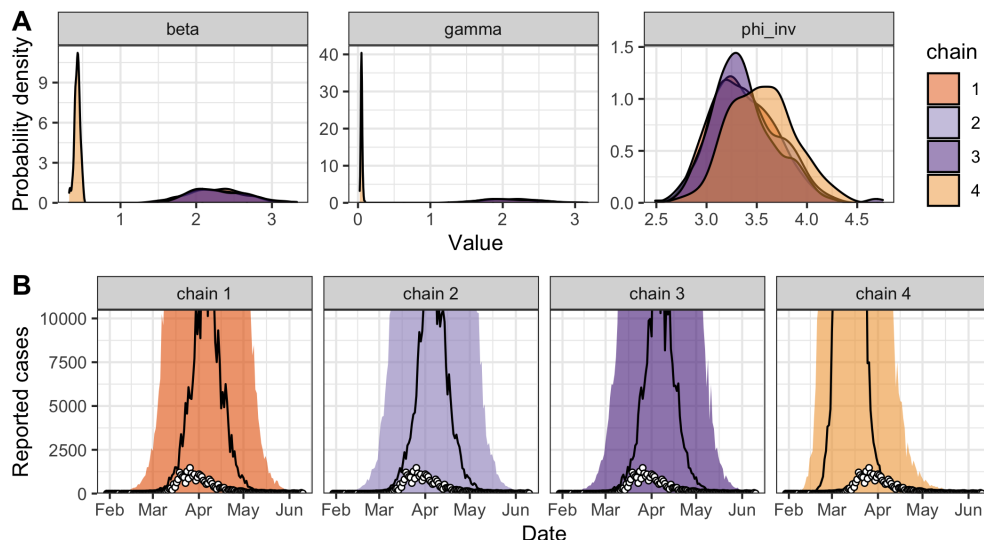 A
beta
gamma
phi_inv
Probability density
0
3
6
9
1
2
3
0
10
20
30
40
0
1
2
3
0.0
0.5
1.0
1.5
2.5
3.0
3.5
4.0
4.5
Value
chain
1
2
3
4
B
chain 1
chain 2
chain 3
chain 4
Reported cases
10000
7500
5000
2500
0
Feb Mar Apr May Jun
Feb Mar Apr May Jun
Feb Mar Apr May Jun
Feb Mar Apr May Jun
Date